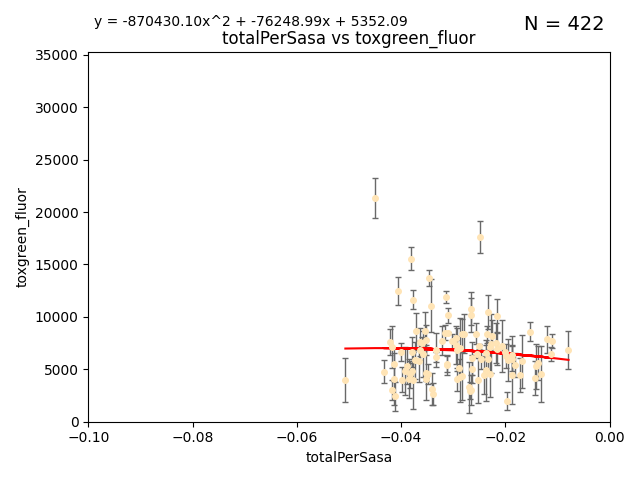 y = -870430.10x^2 + -76248.99x + 5352.09
N = 422
totalPerSasa vs toxgreen_fluor
35000
30000
25000
20000
15000
10000
5000
0
toxgreen_fluor
−0.10
−0.08
−0.06
−0.04
−0.02
0.00
totalPerSasa